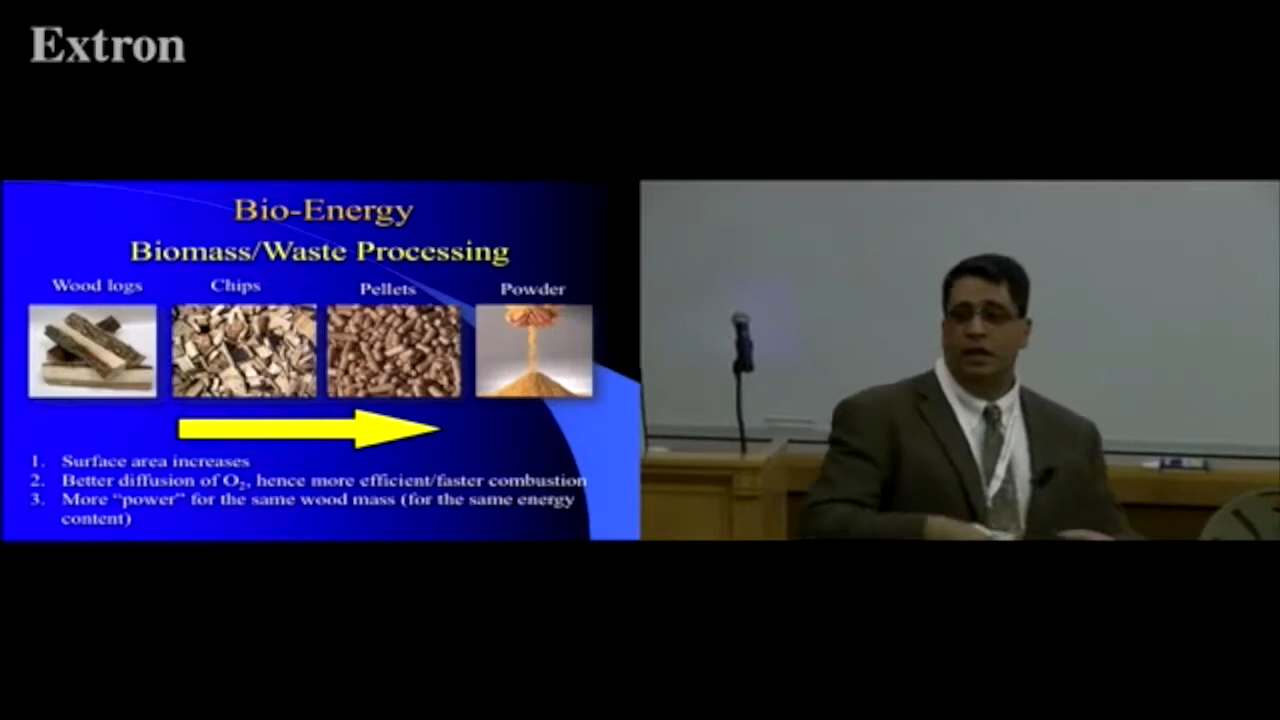 Extron
Bio-Energy
Biomass/Waste Processing
Wood logs
Chips
Pellets
Powder
1. Surface area increases
2. Better diffusion of O₂, hence more efficient/faster combustion
3. More “power” for the same wood mass (for the same energy
content)